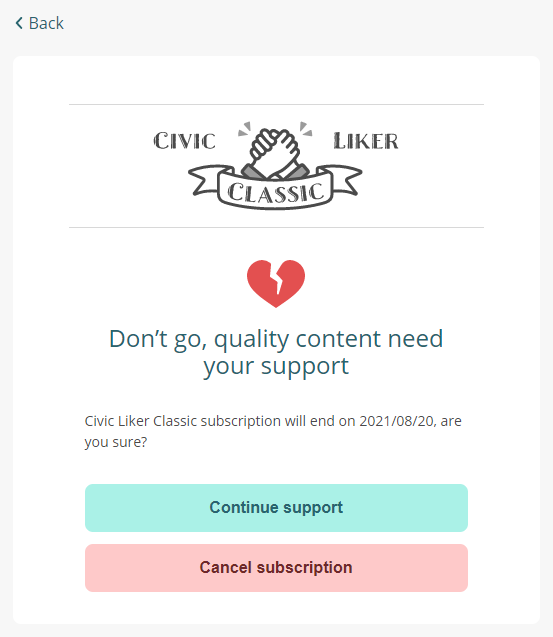 Back
CIVIC LIKER
CLASSIC
Don’t go, quality content need
your support
Civic Liker Classic subscription will end on 2021/08/20, are
you sure?
Continue support
Cancel subscription